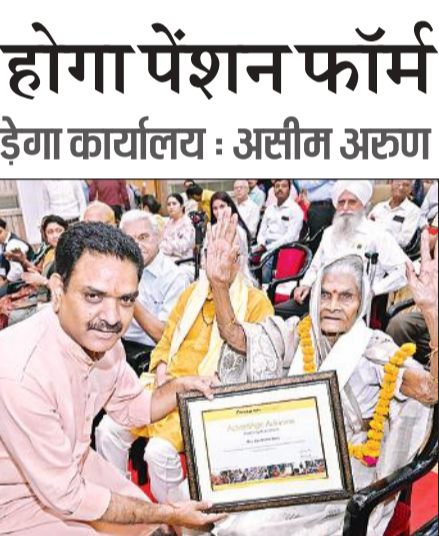 होगा पेंशन फॉर्म
ड़ेगा कार्यालय : असीम अरुण